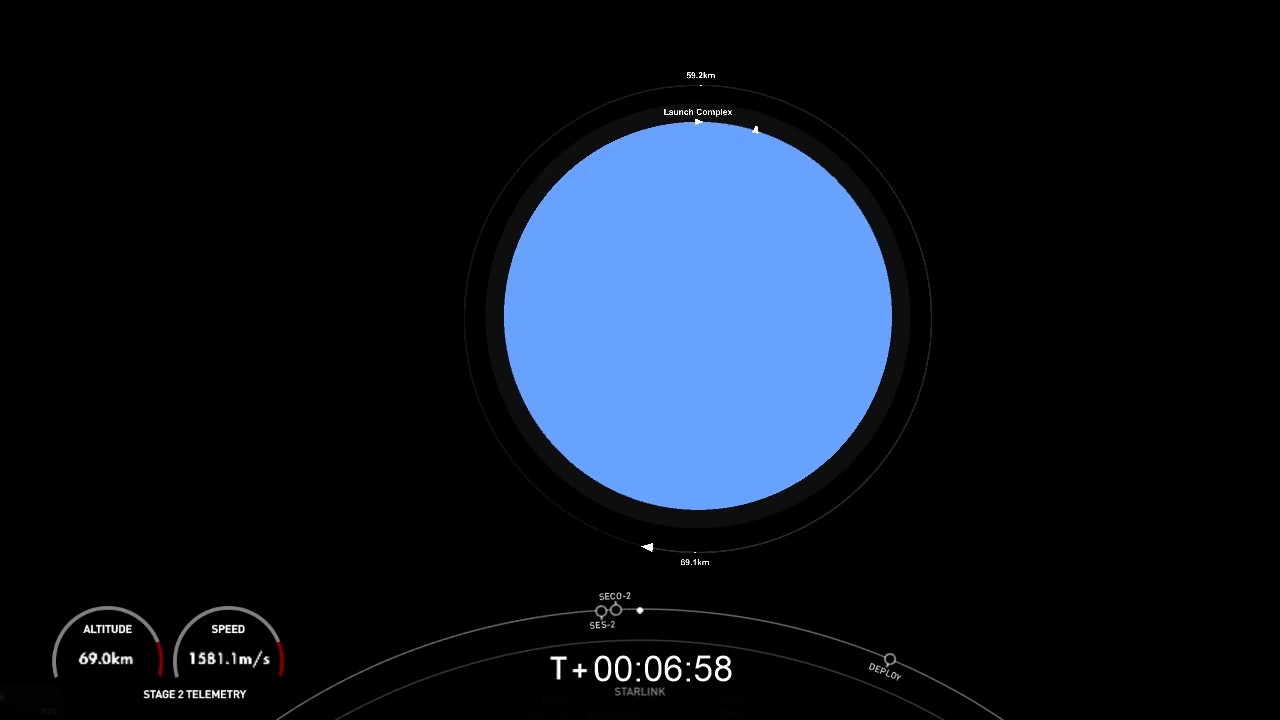 59.2km
Launch Complex
69.1km
SECO-2
SES-2
DEPLOY
ALTITUDE
69.0km
SPEED
1581.1m/s
STAGE 2 TELEMETRY
T+00:06:58
STARLINK